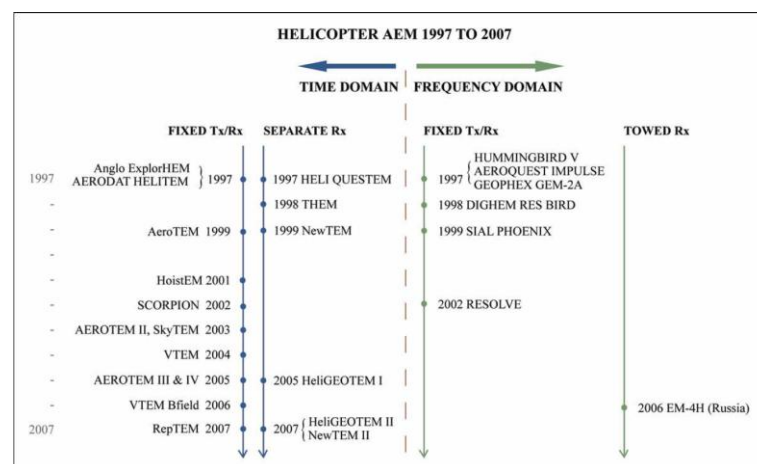 HELICOPTER AEM 1997 TO 2007
TIME DOMAIN FREQUENCY DOMAIN
FIXED Tx/Rx SEPARATE Rx FIXED Tx/Rx TOWED Rx
Anglo ExplorHEM
AERODAT HELITEM
1997
1997 1997 HELI QUESTEM 1997
HUMMINGBIRD V
AEROQUEST IMPULSE
GEOPHEX GEM-2A
- 1998 THEM 1998 DIGHEM RES BIRD
- AeroTEM 1999 1999 NewTEM 1999 SIAL PHOENIX
-
- HoistEM 2001
- SCORPION 2002 2002 RESOLVE
- AEROTEM II, SkyTEM 2003
- VTEM 2004
- AEROTEM III & IV 2005 2005 HeliGEOTEM I
- VTEM Bfield 2006 2006 EM-4H (Russia)
2007 RepTEM 2007 2007
HeliGEOTEM II
NewTEM II